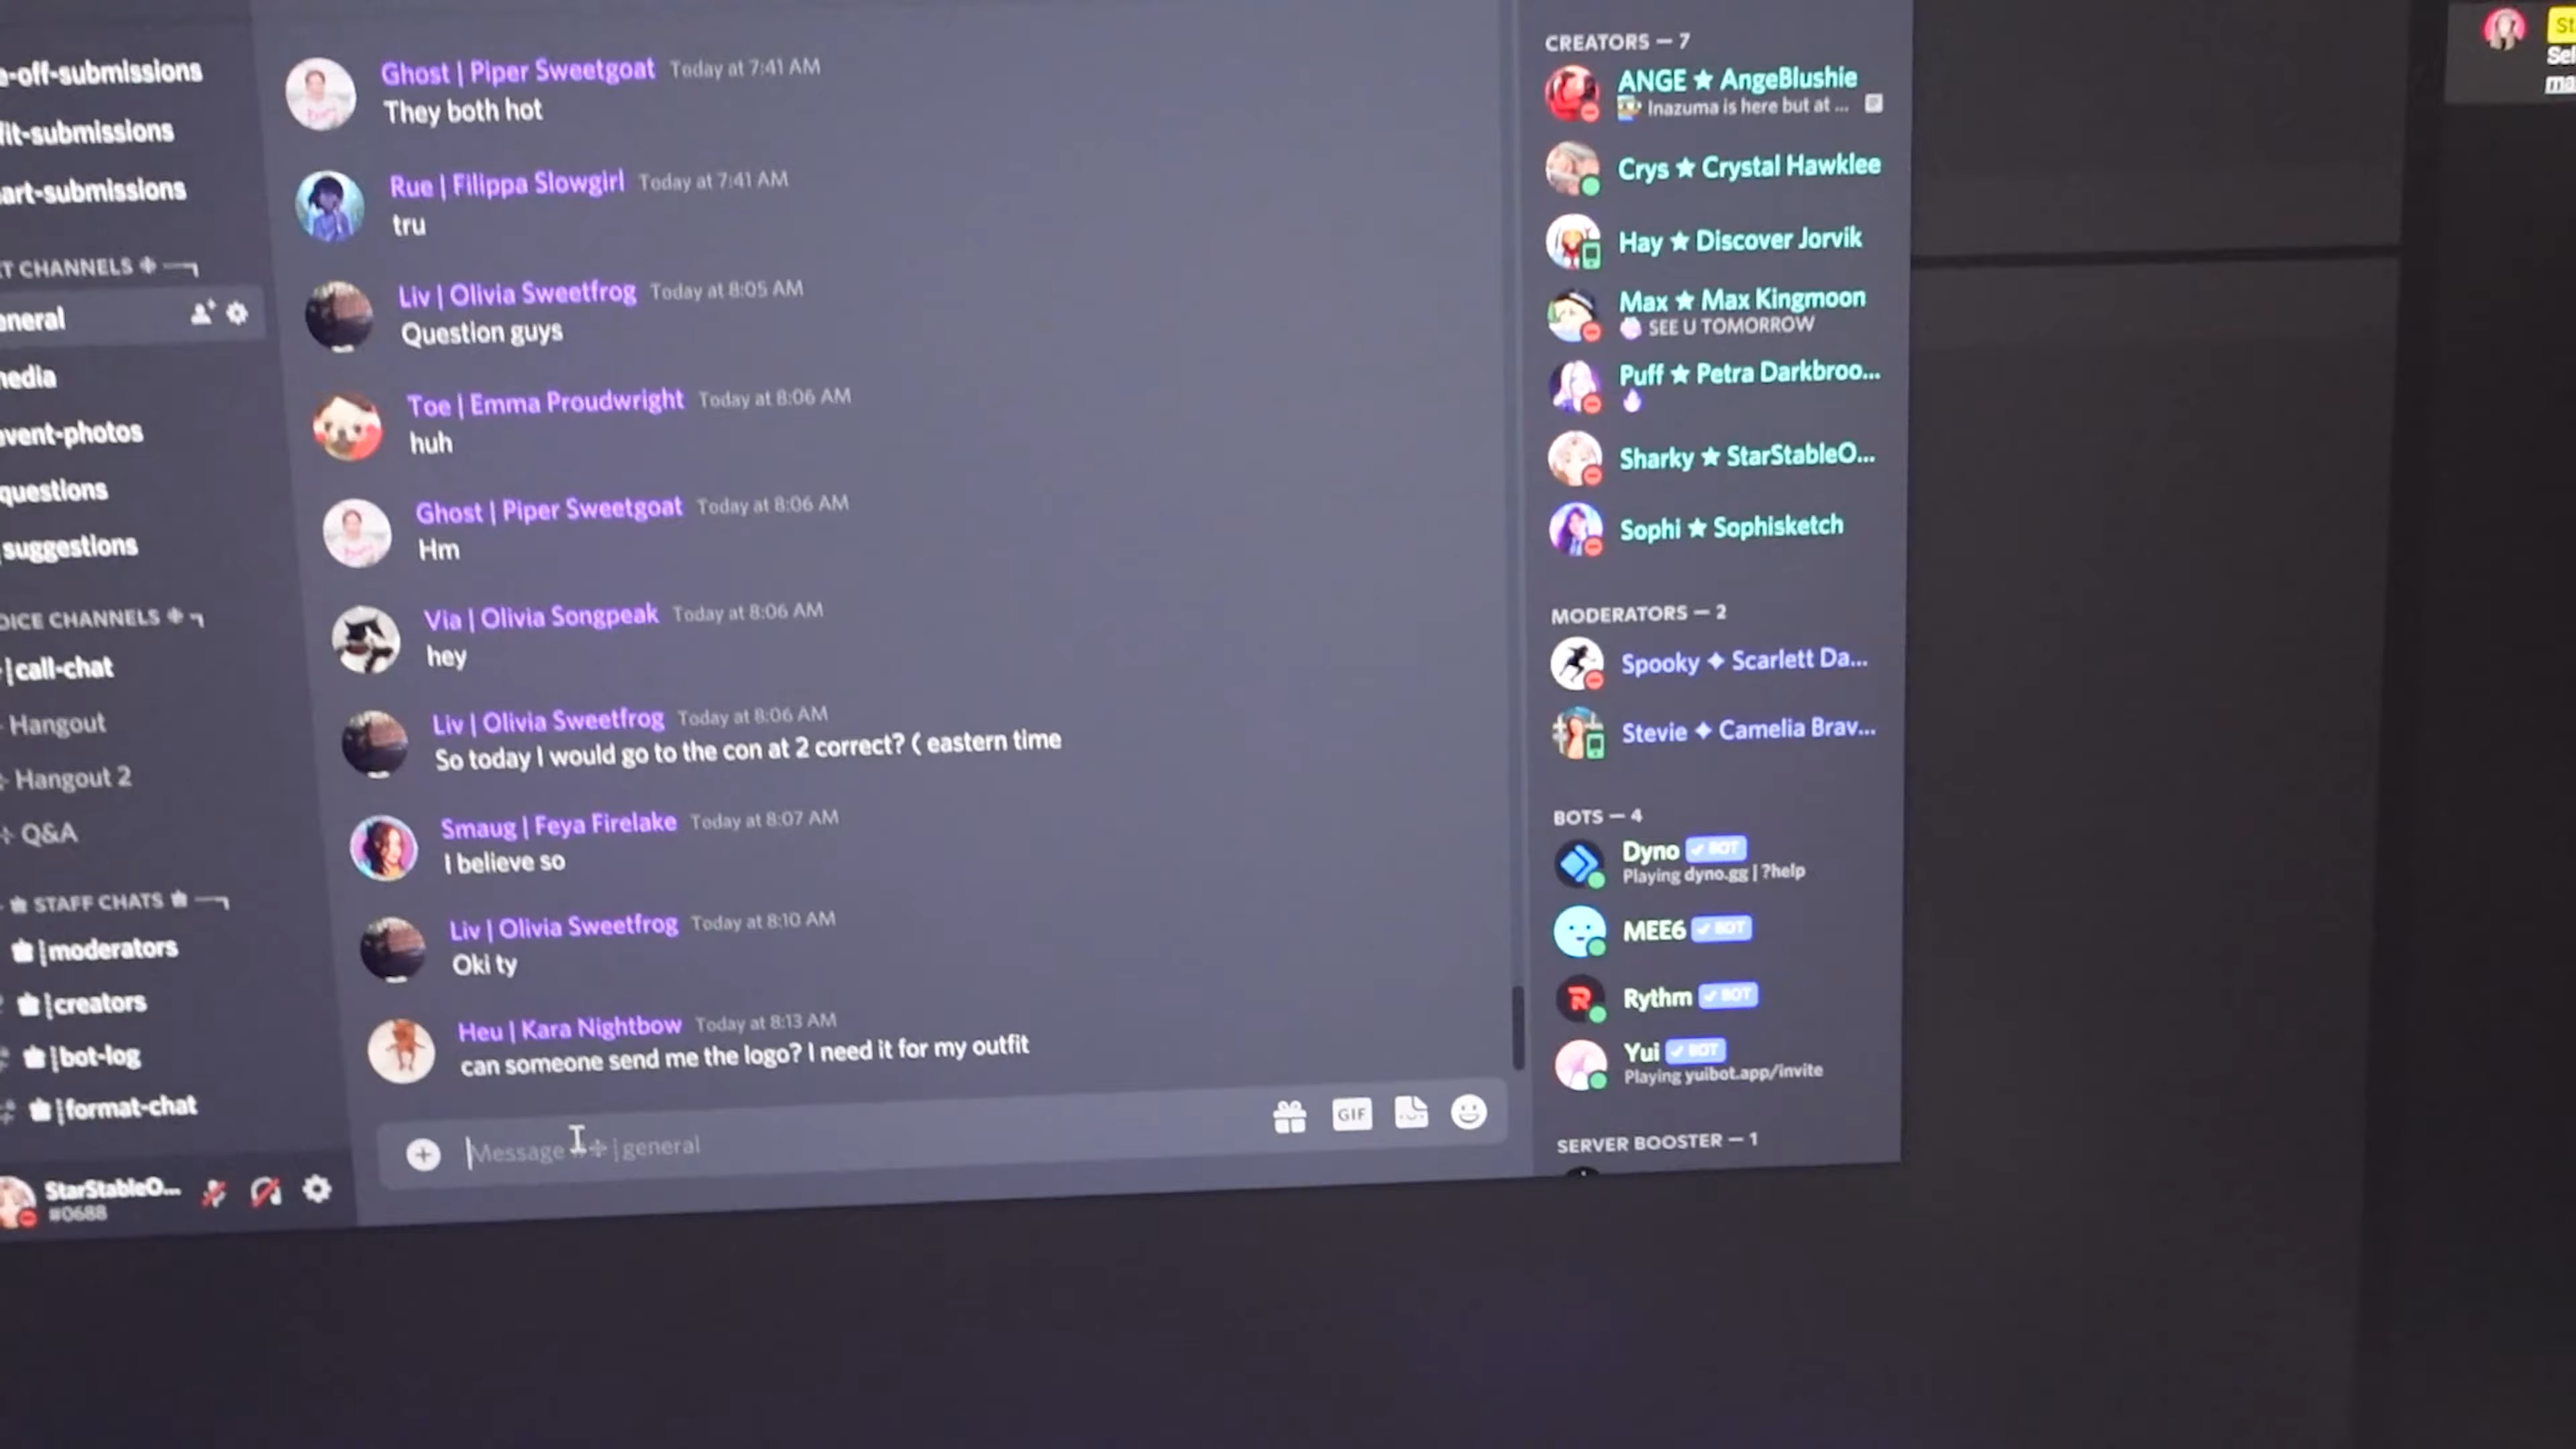 e-off-submissions
fit-submissions
art-submissions
T CHANNELS
eneral
nedia
event-photos
questions
suggestions
OICE CHANNELS
|call-chat
Hangout
Hangout 2
Q&A
STAFF CHATS
|moderators
|creators
|bot-log
|format-chat
StarStableO...
#0688
Ghost | Piper Sweetgoat Today at 7:41 AM
They both hot
Rue | Filippa Slowgirl Today at 7:41 AM
tru
Liv | Olivia Sweetfrog Today at 8:05 AM
Question guys
Toe | Emma Proudwright Today at 8:06 AM
huh
Ghost | Piper Sweetgoat Today at 8:06 AM
Hm
Via | Olivia Songpeak Today at 8:06 AM
hey
Liv | Olivia Sweetfrog Today at 8:06 AM
So today I would go to the con at 2 correct? ( eastern time
Smaug | Feya Firelake Today at 8:07 AM
I believe so
Liv | Olivia Sweetfrog Today at 8:10 AM
Oki ty
Heu | Kara Nightbow Today at 8:13 AM
can someone send me the logo? I need it for my outfit
Message | general
GIF
CREATORS — 7
ANGE ★ AngeBlushie
Inazuma is here but at ...
Crys ★ Crystal Hawklee
Hay ★ Discover Jorvik
Max ★ Max Kingmoon
SEE U TOMORROW
Puff ★ Petra Darkbroo...
Sharky ★ StarStableO...
Sophi ★ Sophisketch
MODERATORS — 2
Spooky ✦ Scarlett Da...
Stevie ✦ Camelia Brav...
BOTS — 4
Dyno ✓ BOT
Playing dyno.gg | ?help
MEE6 ✓ BOT
Rythm ✓ BOT
Yui ✓ BOT
Playing yuibot.app/invite
SERVER BOOSTER — 1
St
Sel
ma